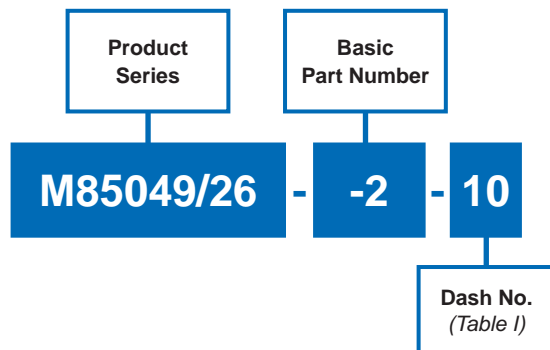 Product
Series
Basic
Part Number
M85049/26 - -2 - 10
Dash No.
(Table I)